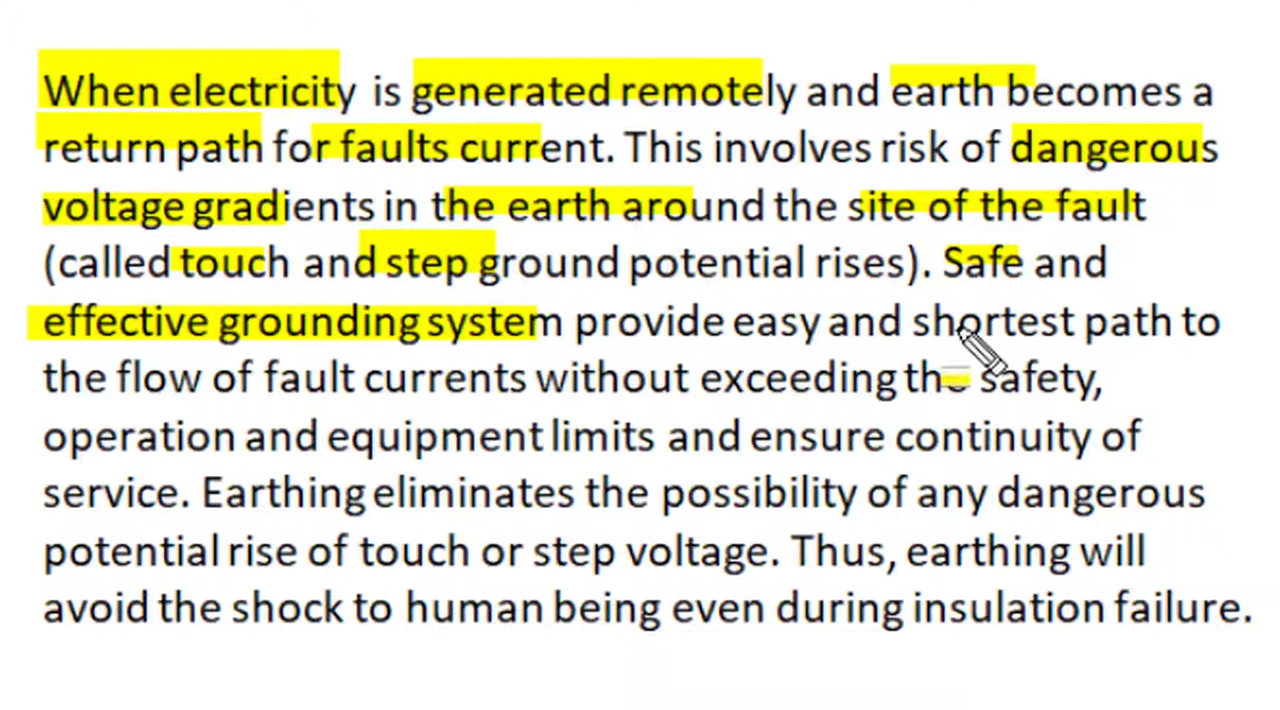 When electricity is generated remotely and earth becomes a
return path for faults current. This involves risk of dangerous
voltage gradients in the earth around the site of the fault
(called touch and step ground potential rises). Safe and
effective grounding system provide easy and shortest path to
the flow of fault currents without exceeding the safety,
operation and equipment limits and ensure continuity of
service. Earthing eliminates the possibility of any dangerous
potential rise of touch or step voltage. Thus, earthing will
avoid the shock to human being even during insulation failure.